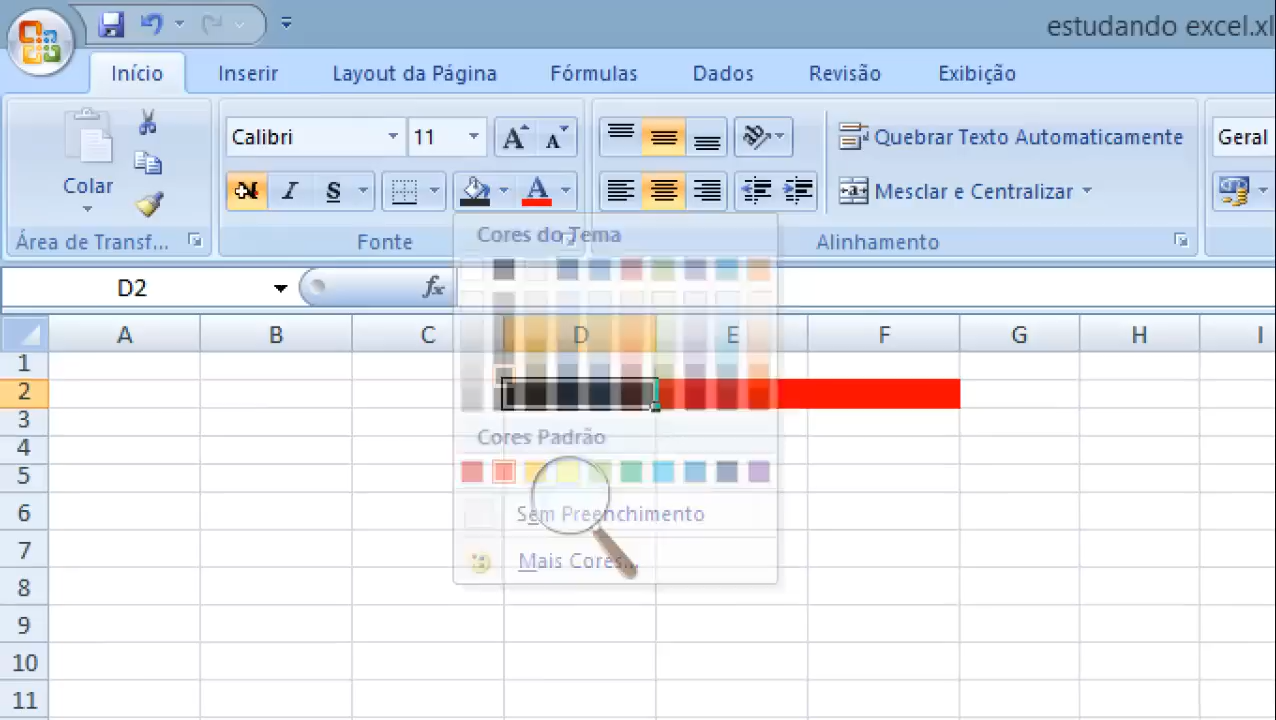 estudando excel.xl
Início Inserir Layout da Página Fórmulas Dados Revisão Exibição
Calibri 11 Quebrar Texto Automaticamente Geral
Colar N I S A Mesclar e Centralizar
Área de Transf... Fonte Alinhamento
Cores do Tema
D2 fx
A B C D E F G H I
1
2
3
Cores Padrão
4
5
Sem Preenchimento
6
7
Mais Cores...
8
9
10
11